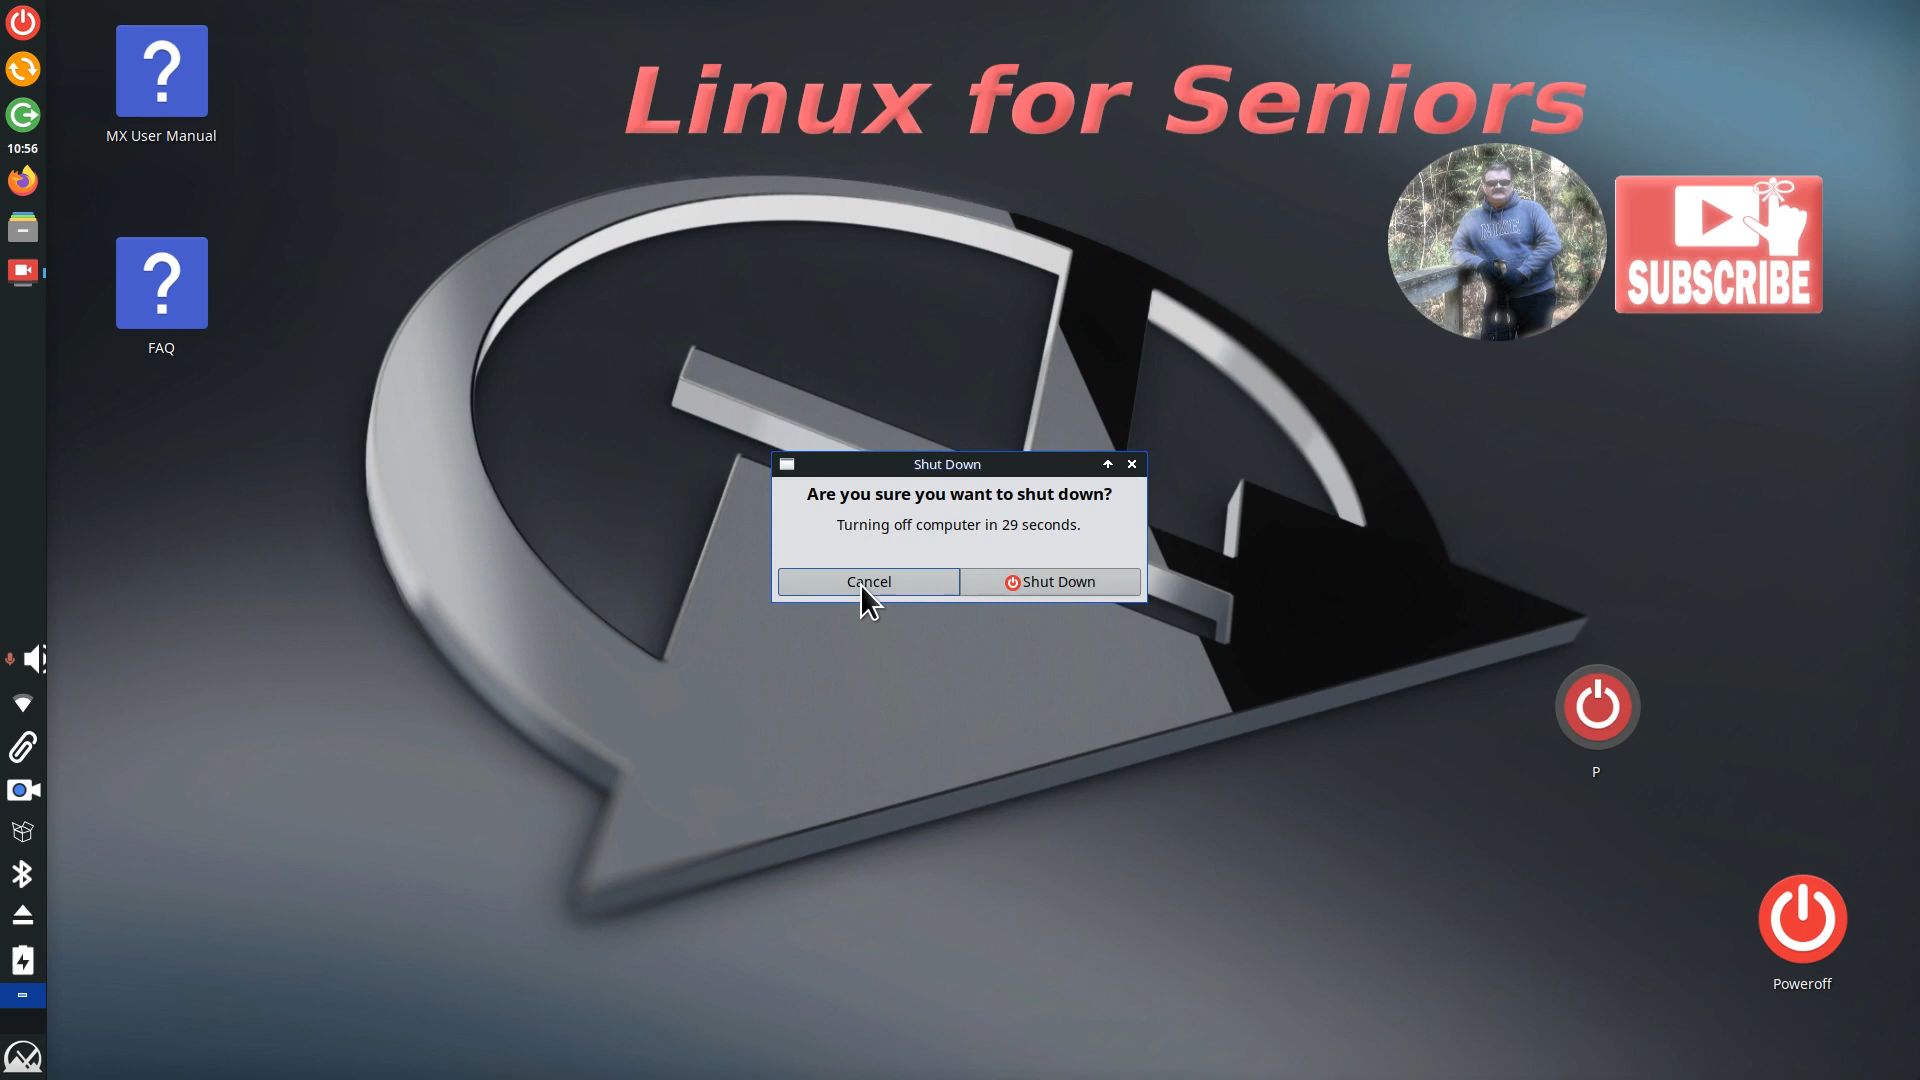 Linux for Seniors
MX User Manual
10:56
NMSE
SUBSCRIBE
FAQ
Shut Down
Are you sure you want to shut down?
Turning off computer in 29 seconds.
Cancel
Shut Down
P
Poweroff